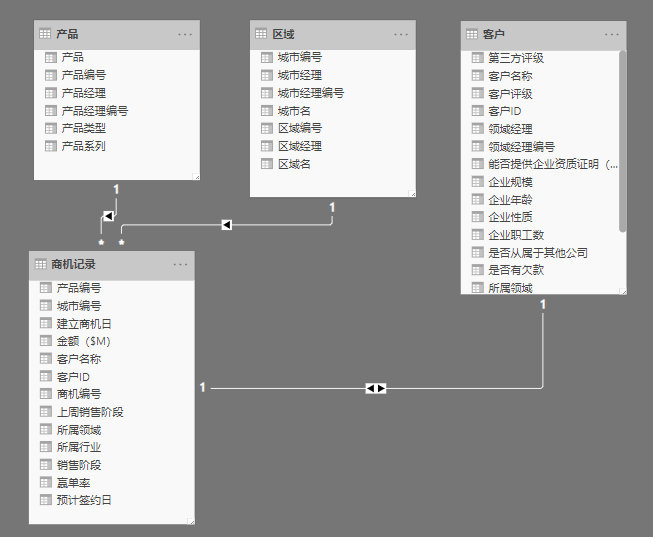 产品
产品
产品编号
产品经理
产品经理编号
产品类型
产品系列
区域
城市编号
城市经理
城市经理编号
城市名
区域编号
区域经理
区域名
客户
第三方评级
客户名称
客户评级
客户ID
领域经理
领域经理编号
能否提供企业资质证明（...
企业规模
企业年龄
企业性质
企业职工数
是否从属于其他公司
是否有欠款
所属领域
1
1
*
*
1
1
商机记录
产品编号
城市编号
建立商机日
金额（$M）
客户名称
客户ID
商机编号
上周销售阶段
所属领域
所属行业
销售阶段
赢单率
预计签约日